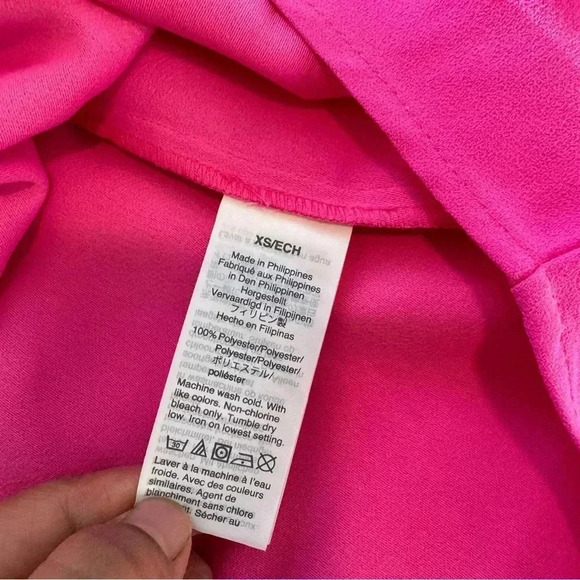 XS/ECH
Made in Philippines
Fabriqué aux Philippines
in Den Philippinen
Hergestellt
Vervaardigd in Filipijnen
フィリピン製
Hecho en Filipinas
100% Polyester/Polyester/
Polyester/Polyester/
ポリエステル/
poliéster
Machine wash cold. With
like colors. Non-chlorine
bleach only. Tumble dry
low. Iron on lowest setting.
30
Laver à la machine à l'eau
froide. Avec des couleurs
similaires. Agent de
blanchiment sans chlore
Sécher au